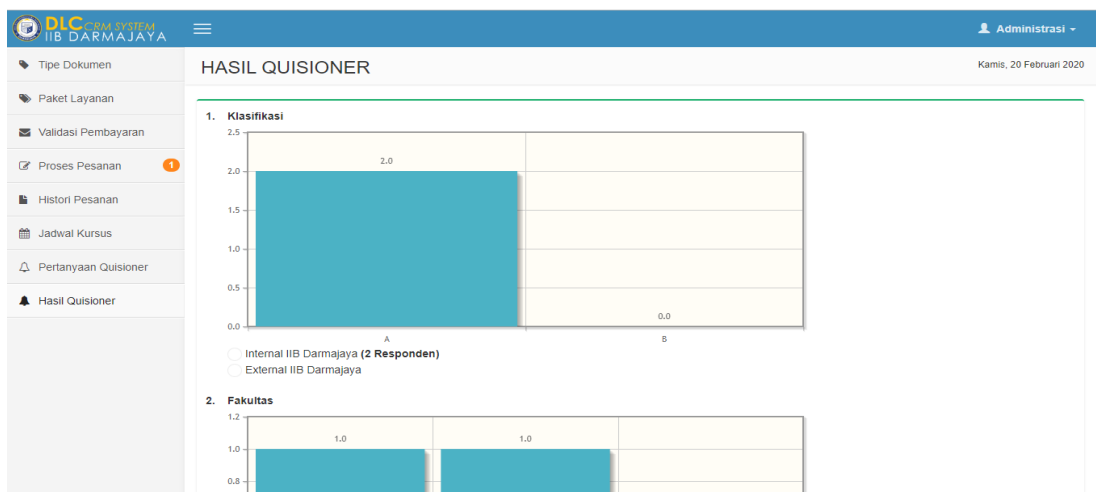 DLC CRM SYSTEM
IIB DARMAJAYA
Administrasi
Tipe Dokumen
Paket Layanan
Validasi Pembayaran
Proses Pesanan 1
Histori Pesanan
Jadwal Kursus
Pertanyaan Quisioner
Hasil Quisioner
HASIL QUISIONER
Kamis, 20 Februari 2020
1. Klasifikasi
2.5
2.0
1.5
1.0
0.5
0.0
2.0
0.0
A B
Internal IIB Darmajaya (2 Responden)
External IIB Darmajaya
2. Fakultas
1.2
1.0
0.8
1.0 1.0